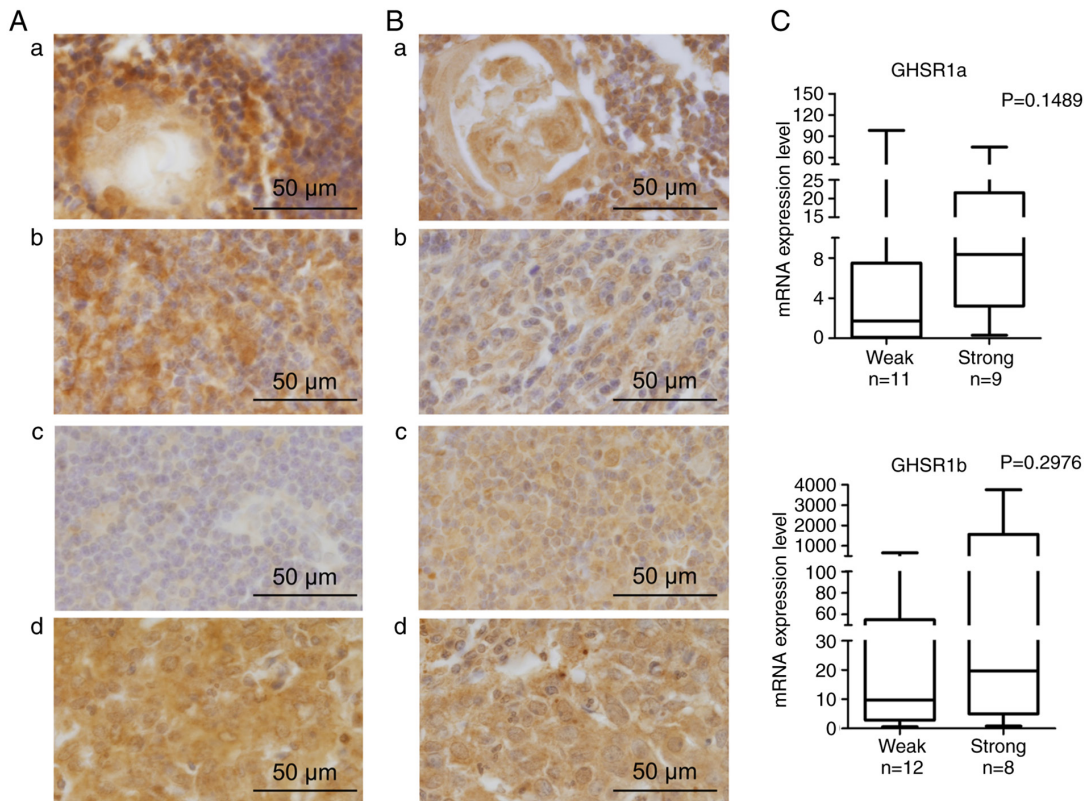 A
B
C
a
50 µm
b
50 µm
c
50 µm
d
50 µm
a
50 µm
b
50 µm
c
50 µm
d
50 µm
GHSR1a
P=0.1489
mRNA expression level
150
120
90
60
25
20
15
8
4
0
Weak
n=11
Strong
n=9
GHSR1b
P=0.2976
mRNA expression level
4000
3000
2000
1000
100
80
60
30
20
10
0
Weak
n=12
Strong
n=8